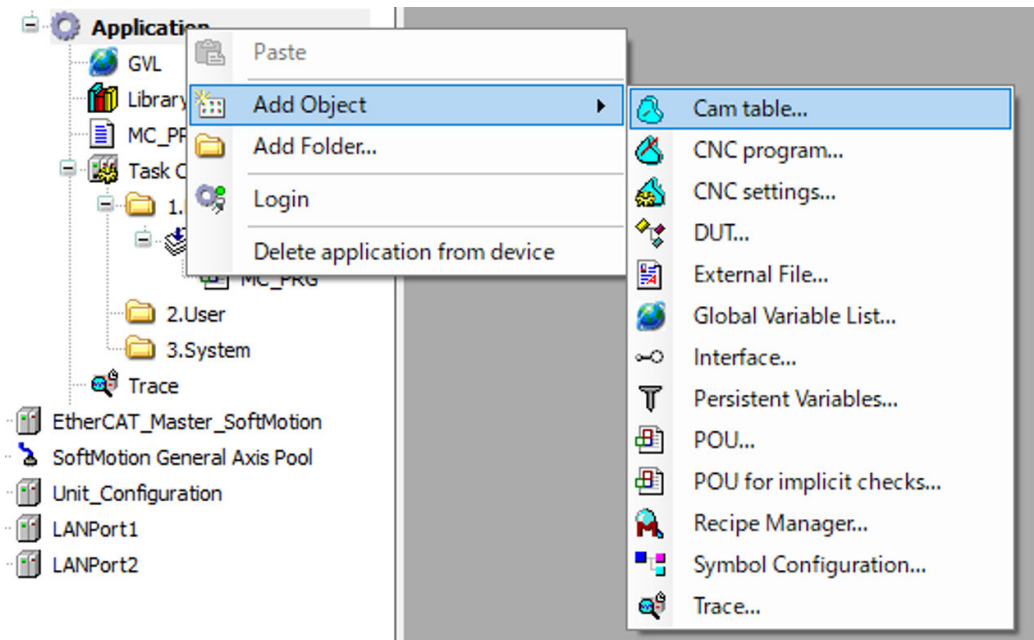 Application
GVL
Library
MC_PR
Task C
1.
MC_PRG
2.User
3.System
Trace
EtherCAT_Master_SoftMotion
SoftMotion General Axis Pool
Unit_Configuration
LANPort1
LANPort2
Paste
Add Object
Add Folder...
Login
Delete application from device
Cam table...
CNC program...
CNC settings...
DUT...
External File...
Global Variable List...
Interface...
Persistent Variables...
POU...
POU for implicit checks...
Recipe Manager...
Symbol Configuration...
Trace...